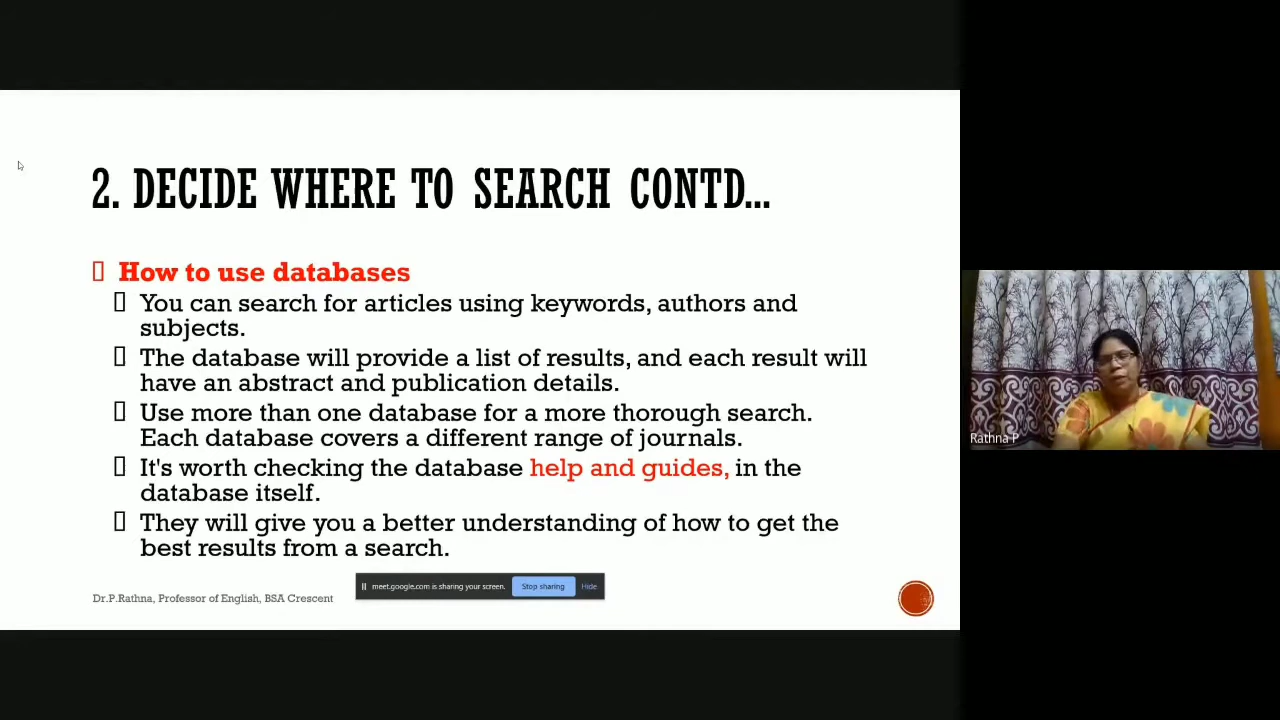 2. DECIDE WHERE TO SEARCH CONTD...
How to use databases
You can search for articles using keywords, authors and
subjects.
The database will provide a list of results, and each result will
have an abstract and publication details.
Use more than one database for a more thorough search.
Each database covers a different range of journals.
It's worth checking the database help and guides, in the
database itself.
They will give you a better understanding of how to get the
best results from a search.
meet.google.com is sharing your screen. Stop sharing Hide
Dr.P.Rathna, Professor of English, BSA Crescent
Rathna P